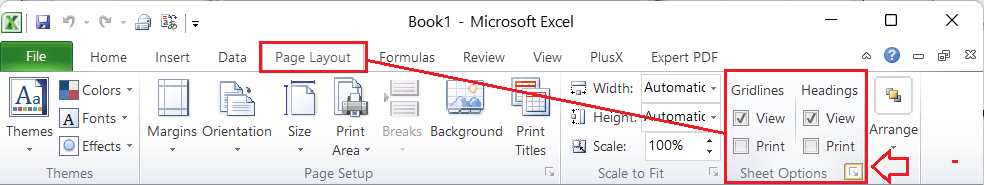 Book1 - Microsoft Excel
File Home Insert Data Page Layout Formulas Review View PlusX Expert PDF
Colors
Fonts
Effects
Aa
A
Themes
Themes
Margins
Orientation
Size
Print
Area
Breaks
Background
Print
Titles
Page Setup
Width: Automatic
Height: Automatic
Scale: 100%
Scale to Fit
Gridlines Headings
View View
Print Print
Sheet Options
Arrange